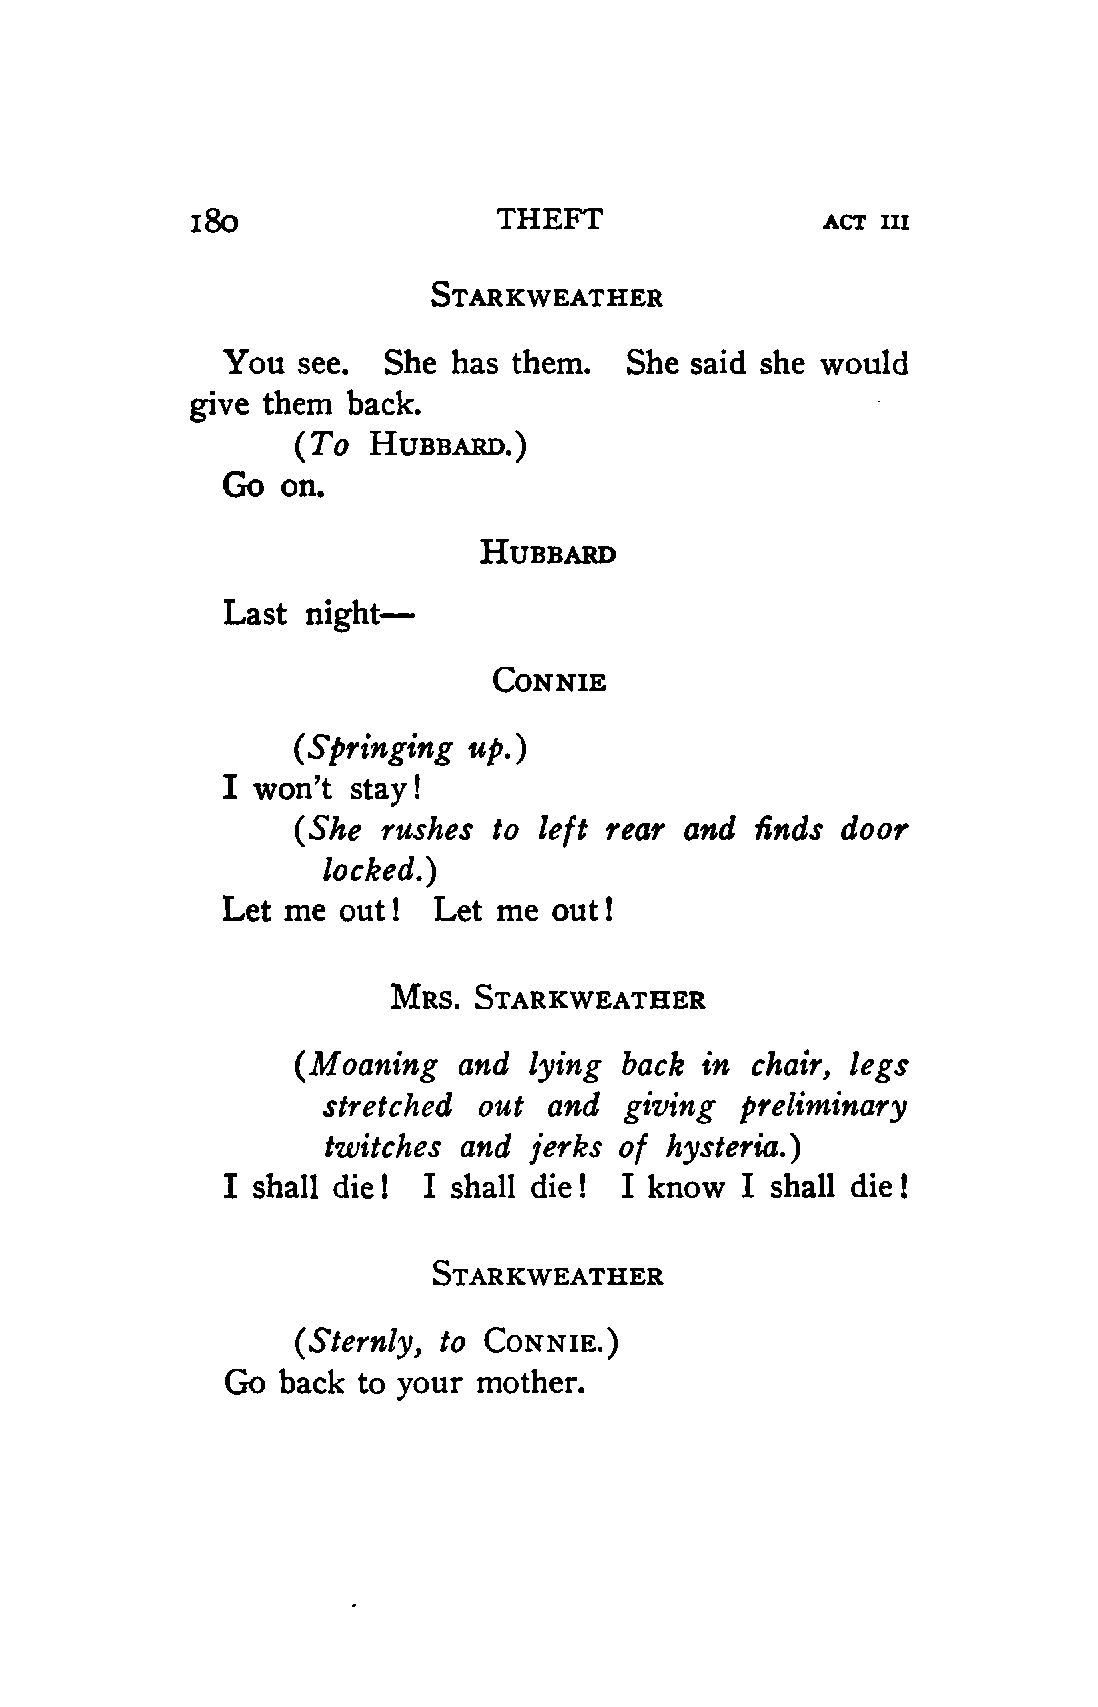 180 THEFT ACT III
STARKWEATHER
You see. She has them. She said she would
give them back.
(To HUBBARD.)
Go on.
HUBBARD
Last night—
CONNIE
(Springing up.)
I won't stay!
(She rushes to left rear and finds door
locked.)
Let me out! Let me out!
MRS. STARKWEATHER
(Moaning and lying back in chair, legs
stretched out and giving preliminary
twitches and jerks of hysteria.)
I shall die! I shall die! I know I shall die!
STARKWEATHER
(Sternly, to CONNIE.)
Go back to your mother.